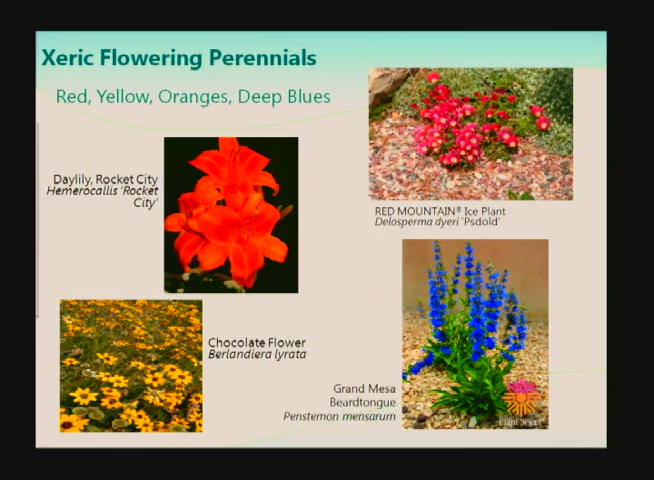 Xeric Flowering Perennials
Red, Yellow, Oranges, Deep Blues
Daylily, Rocket City
Hemerocallis 'Rocket
City'
RED MOUNTAIN® Ice Plant
Delosperma dyeri 'Psdold'
Chocolate Flower
Berlandiera lyrata
Grand Mesa
Beardtongue
Penstemon mensarum
Plant Select